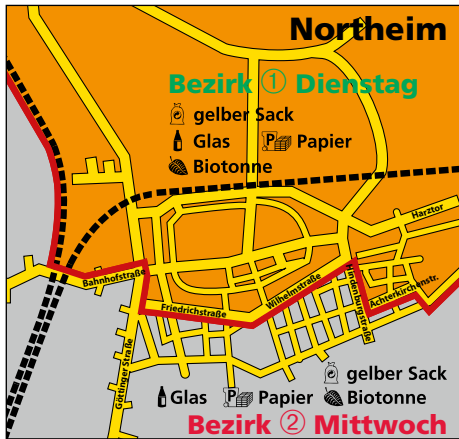 Northeim
Bezirk ① Dienstag
gelber Sack
Glas P Papier
Biotonne
Harztor
Bahnhofstraße
Wilhelmstraße
Achterkirchenstr.
Friedrichstraße
Hindenburgstraße
Göttinger Straße
gelber Sack
Glas P Papier Biotonne
Bezirk ② Mittwoch